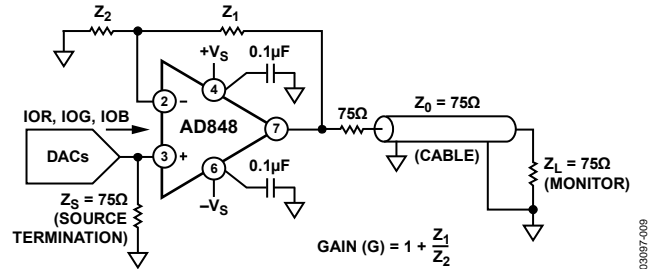 Z2
Z1
+VS
0.1µF
4
2
–
IOR, IOG, IOB
AD848
7
75Ω
Z0 = 75Ω
DACs
3
+
6
0.1µF
(CABLE)
ZL = 75Ω
(MONITOR)
ZS = 75Ω
(SOURCE
TERMINATION)
–VS
GAIN (G) = 1 + Z1/Z2
03097-009